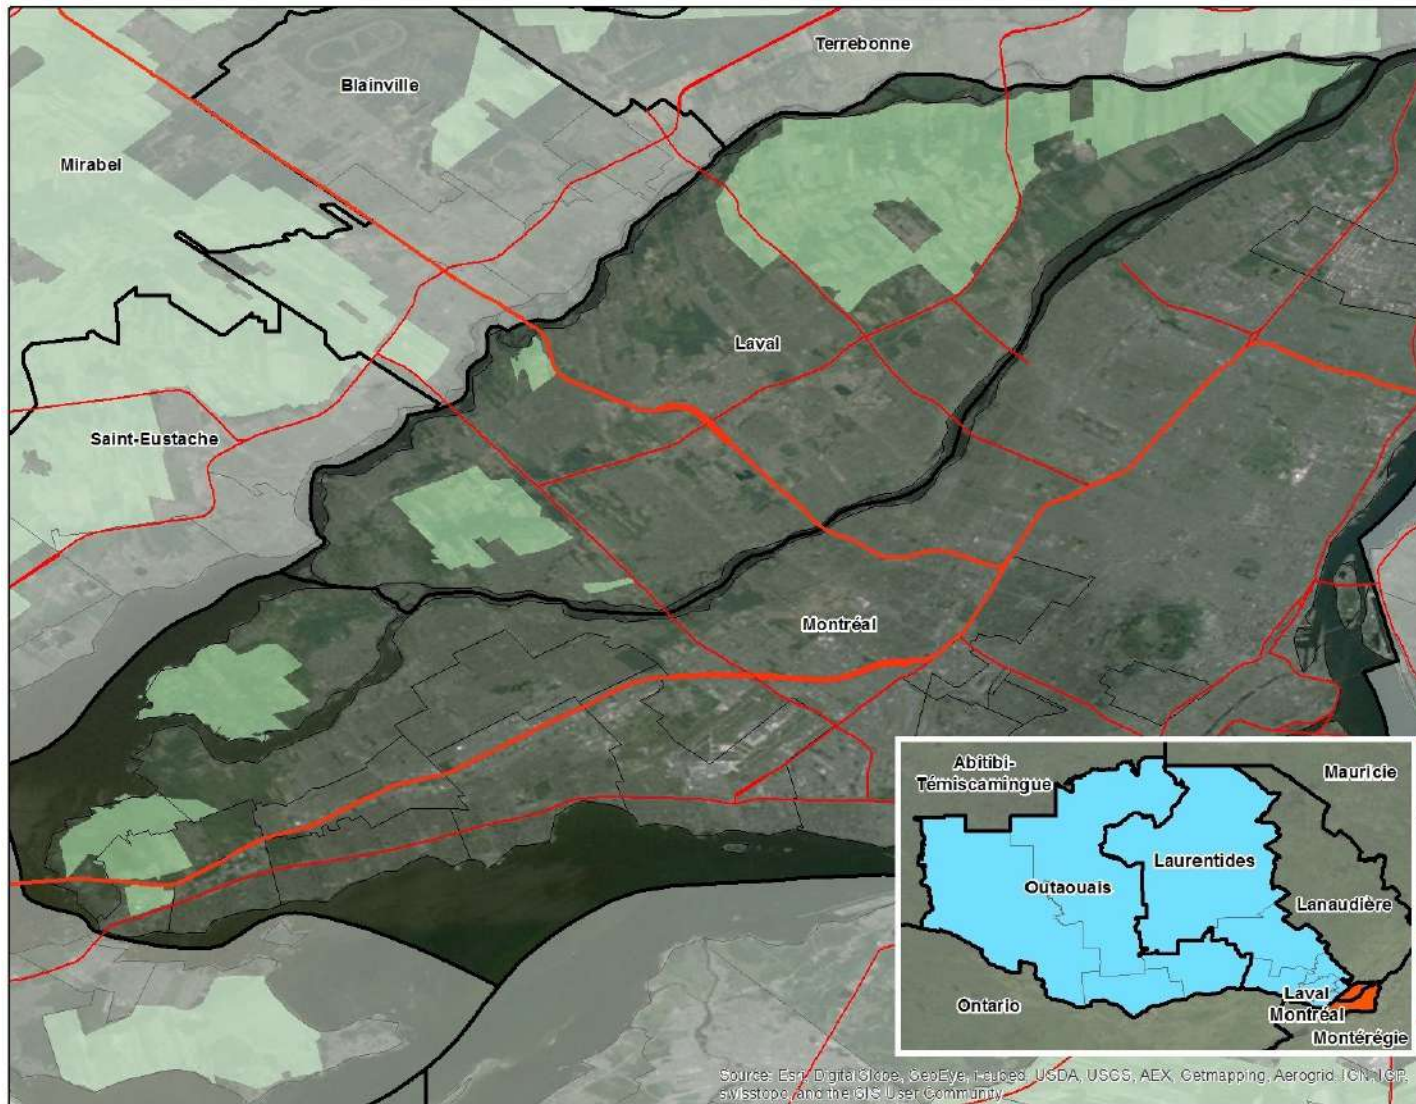 Terrebonne
Blainville
Mirabel
Laval
Saint-Eustache
Montréal
Abitibi-
Témiscamingue
Mauricie
Laurentides
Outaouais
Lanaudière
Ontario
Laval
Montréal
Montérégie
Source: Esri, DigitalGlobe, GeoEye, i-cubed, USDA, USGS, AEX, Getmapping, Aerogrid, IGN, IGP,
swisstopo, and the GIS User Community